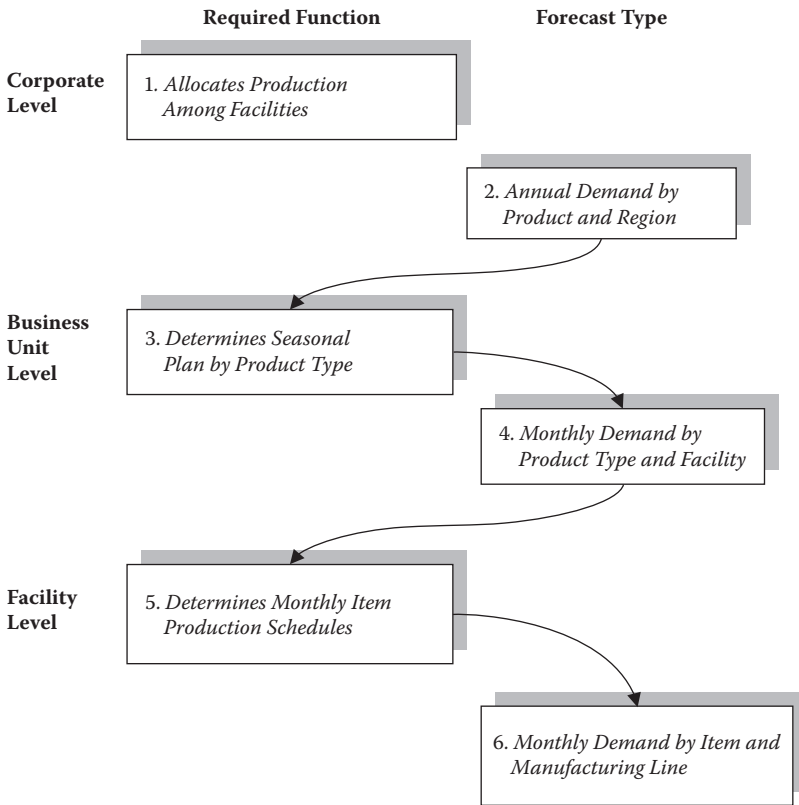 Required Function
Forecast Type
Corporate
Level
1. Allocates Production
Among Facilities
2. Annual Demand by
Product and Region
Business
Unit
Level
3. Determines Seasonal
Plan by Product Type
4. Monthly Demand by
Product Type and Facility
Facility
Level
5. Determines Monthly Item
Production Schedules
6. Monthly Demand by Item and
Manufacturing Line